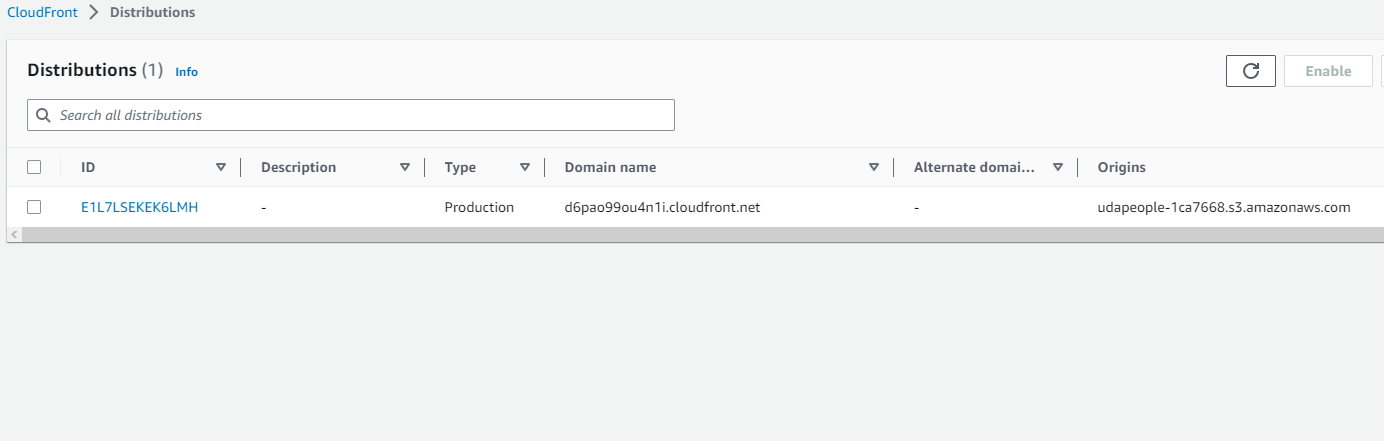 CloudFront > Distributions
Distributions (1) Info
Enable
Search all distributions
ID Description Type Domain name Alternate domai... Origins
E1L7LSEKEK6LMH - Production d6pao99ou4n1i.cloudfront.net - udapeople-1ca7668.s3.amazonaws.com